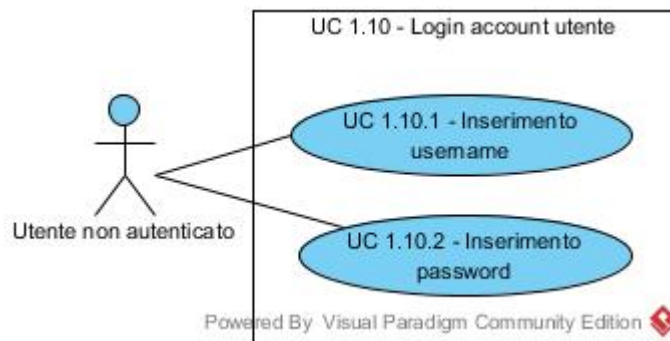 UC 1.10 - Login account utente
UC 1.10.1 - Inserimento
username
Utente non autenticato
UC 1.10.2 - Inserimento
password
Powered By Visual Paradigm Community Edition